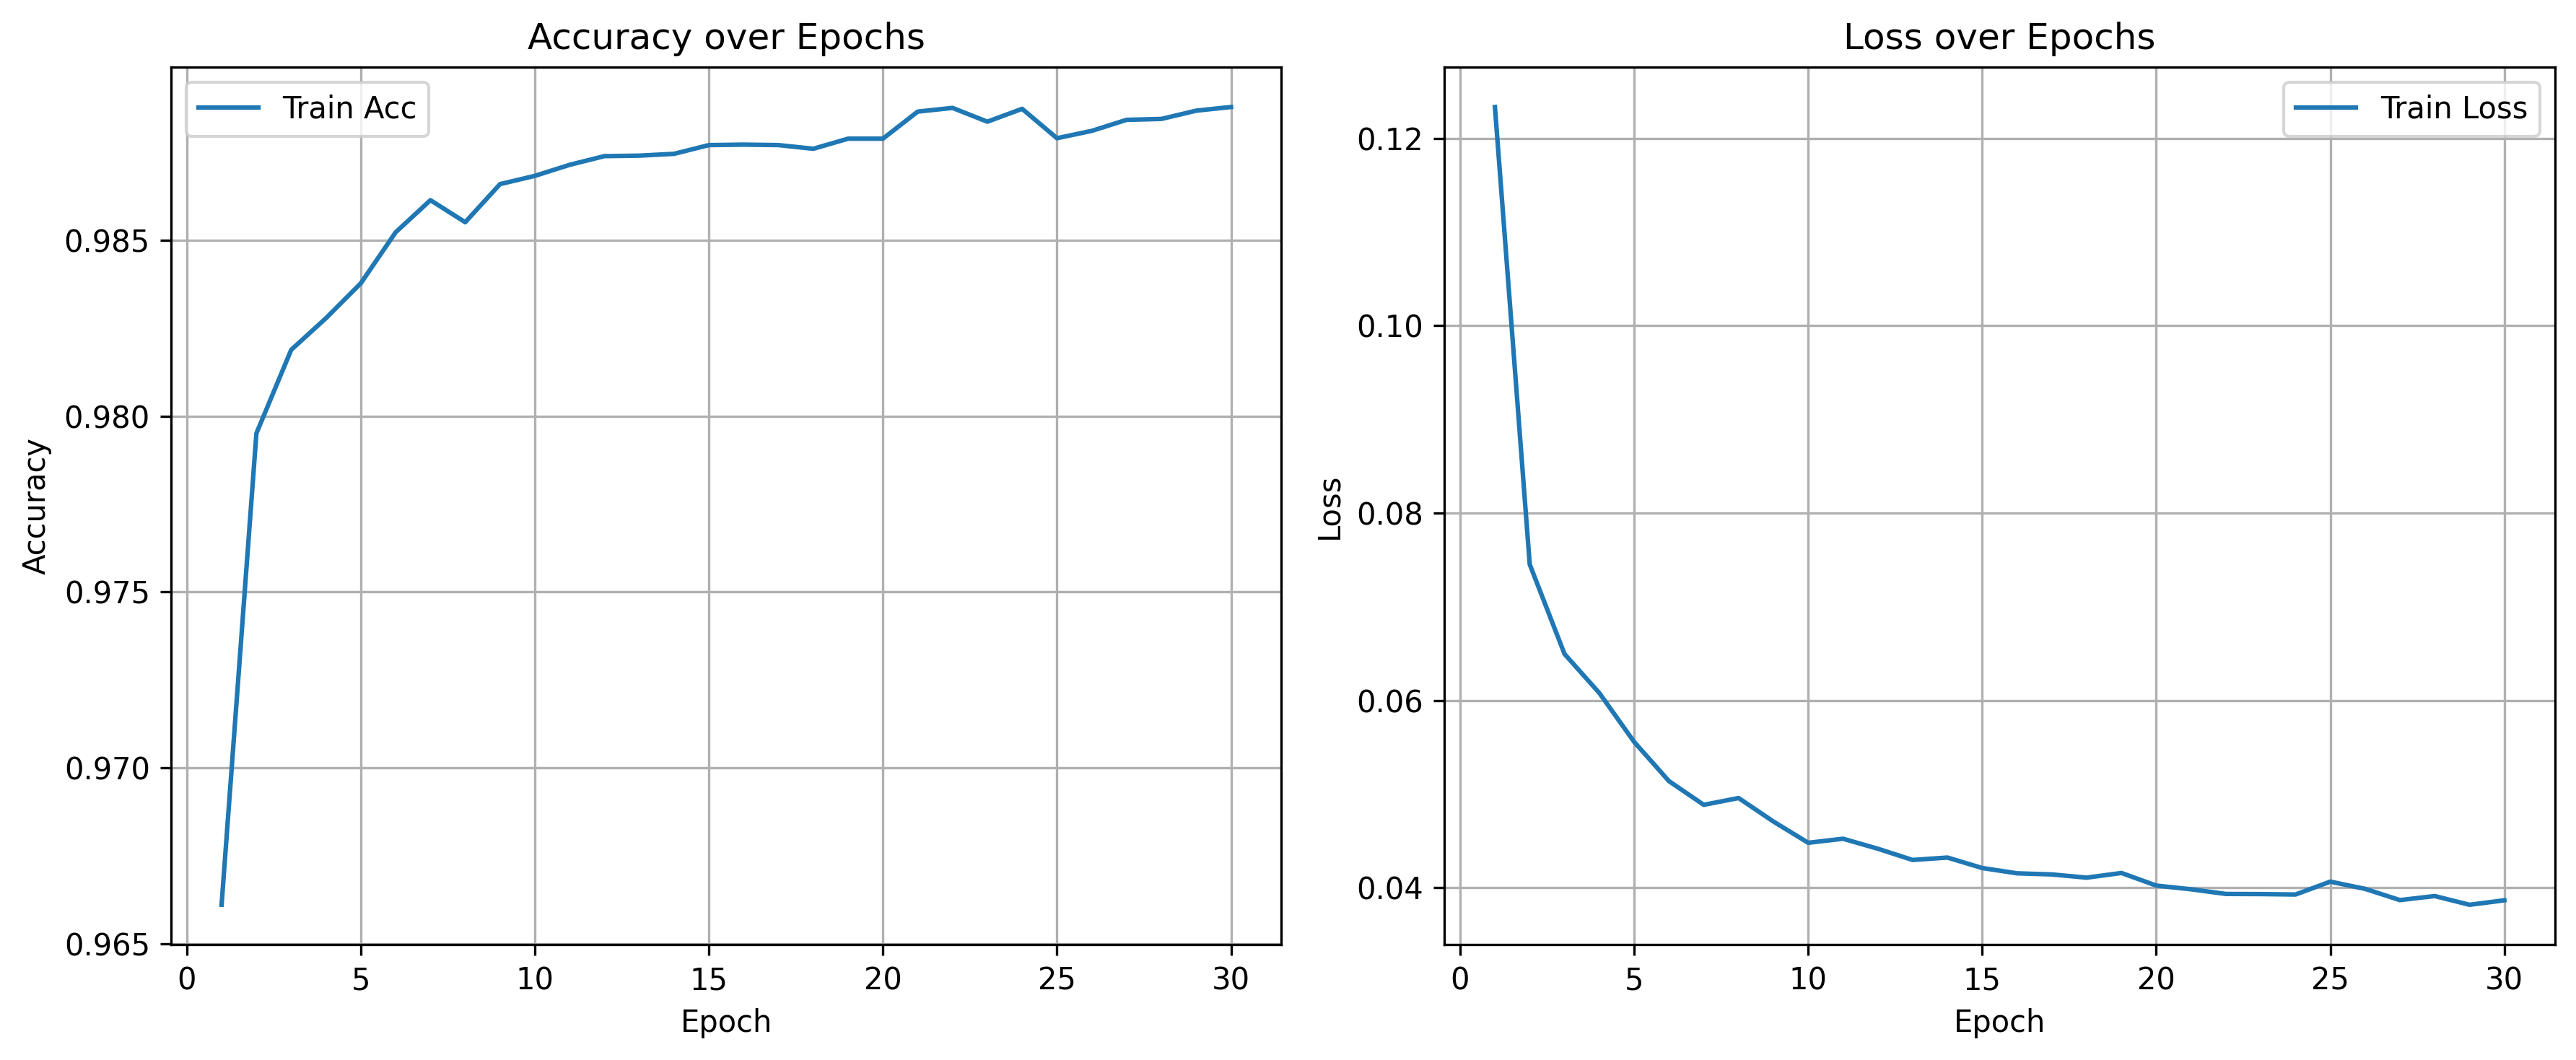 Accuracy over Epochs
Train Acc
0.985
0.980
0.975
0.970
0.965
Accuracy
0 5 10 15 20 25 30
Epoch
Loss over Epochs
Train Loss
0.12
0.10
0.08
0.06
0.04
Loss
0 5 10 15 20 25 30
Epoch